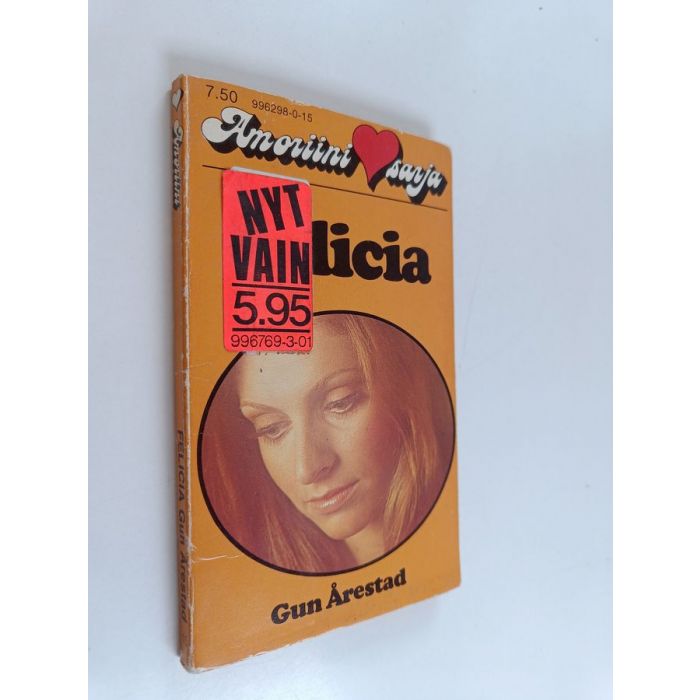 7.50 996298-0-15
Amoriini sarja
NYT
VAIN
5.95
996769-3-01
licia
Gun Årestad
Amoriini
FELICIA Gun Årestad